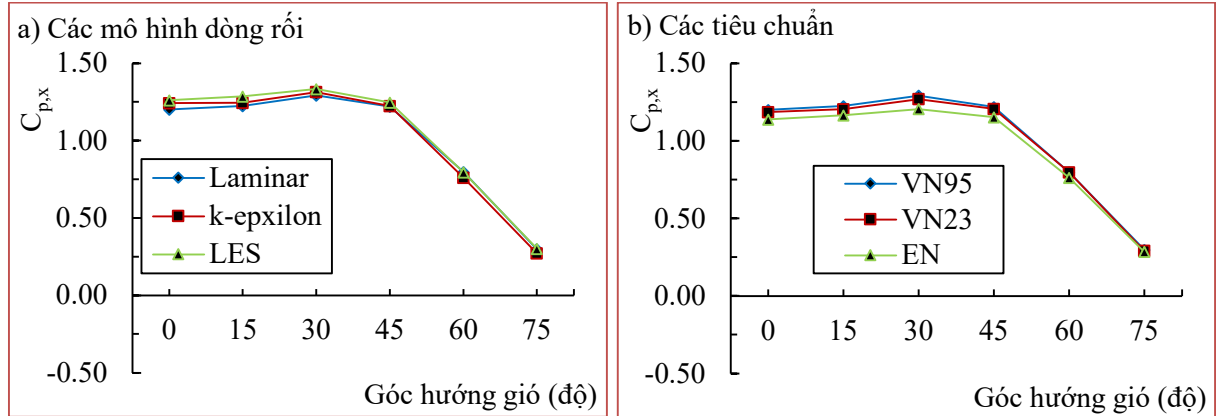 a) Các mô hình dòng rối
1.50
1.00
0.50
0.00
-0.50
C_{p,x}
Laminar
k-epxilon
LES
0 15 30 45 60 75
Góc hướng gió (độ)
b) Các tiêu chuẩn
1.50
1.00
0.50
0.00
-0.50
C_{p,x}
VN95
VN23
EN
0 15 30 45 60 75
Góc hướng gió (độ)